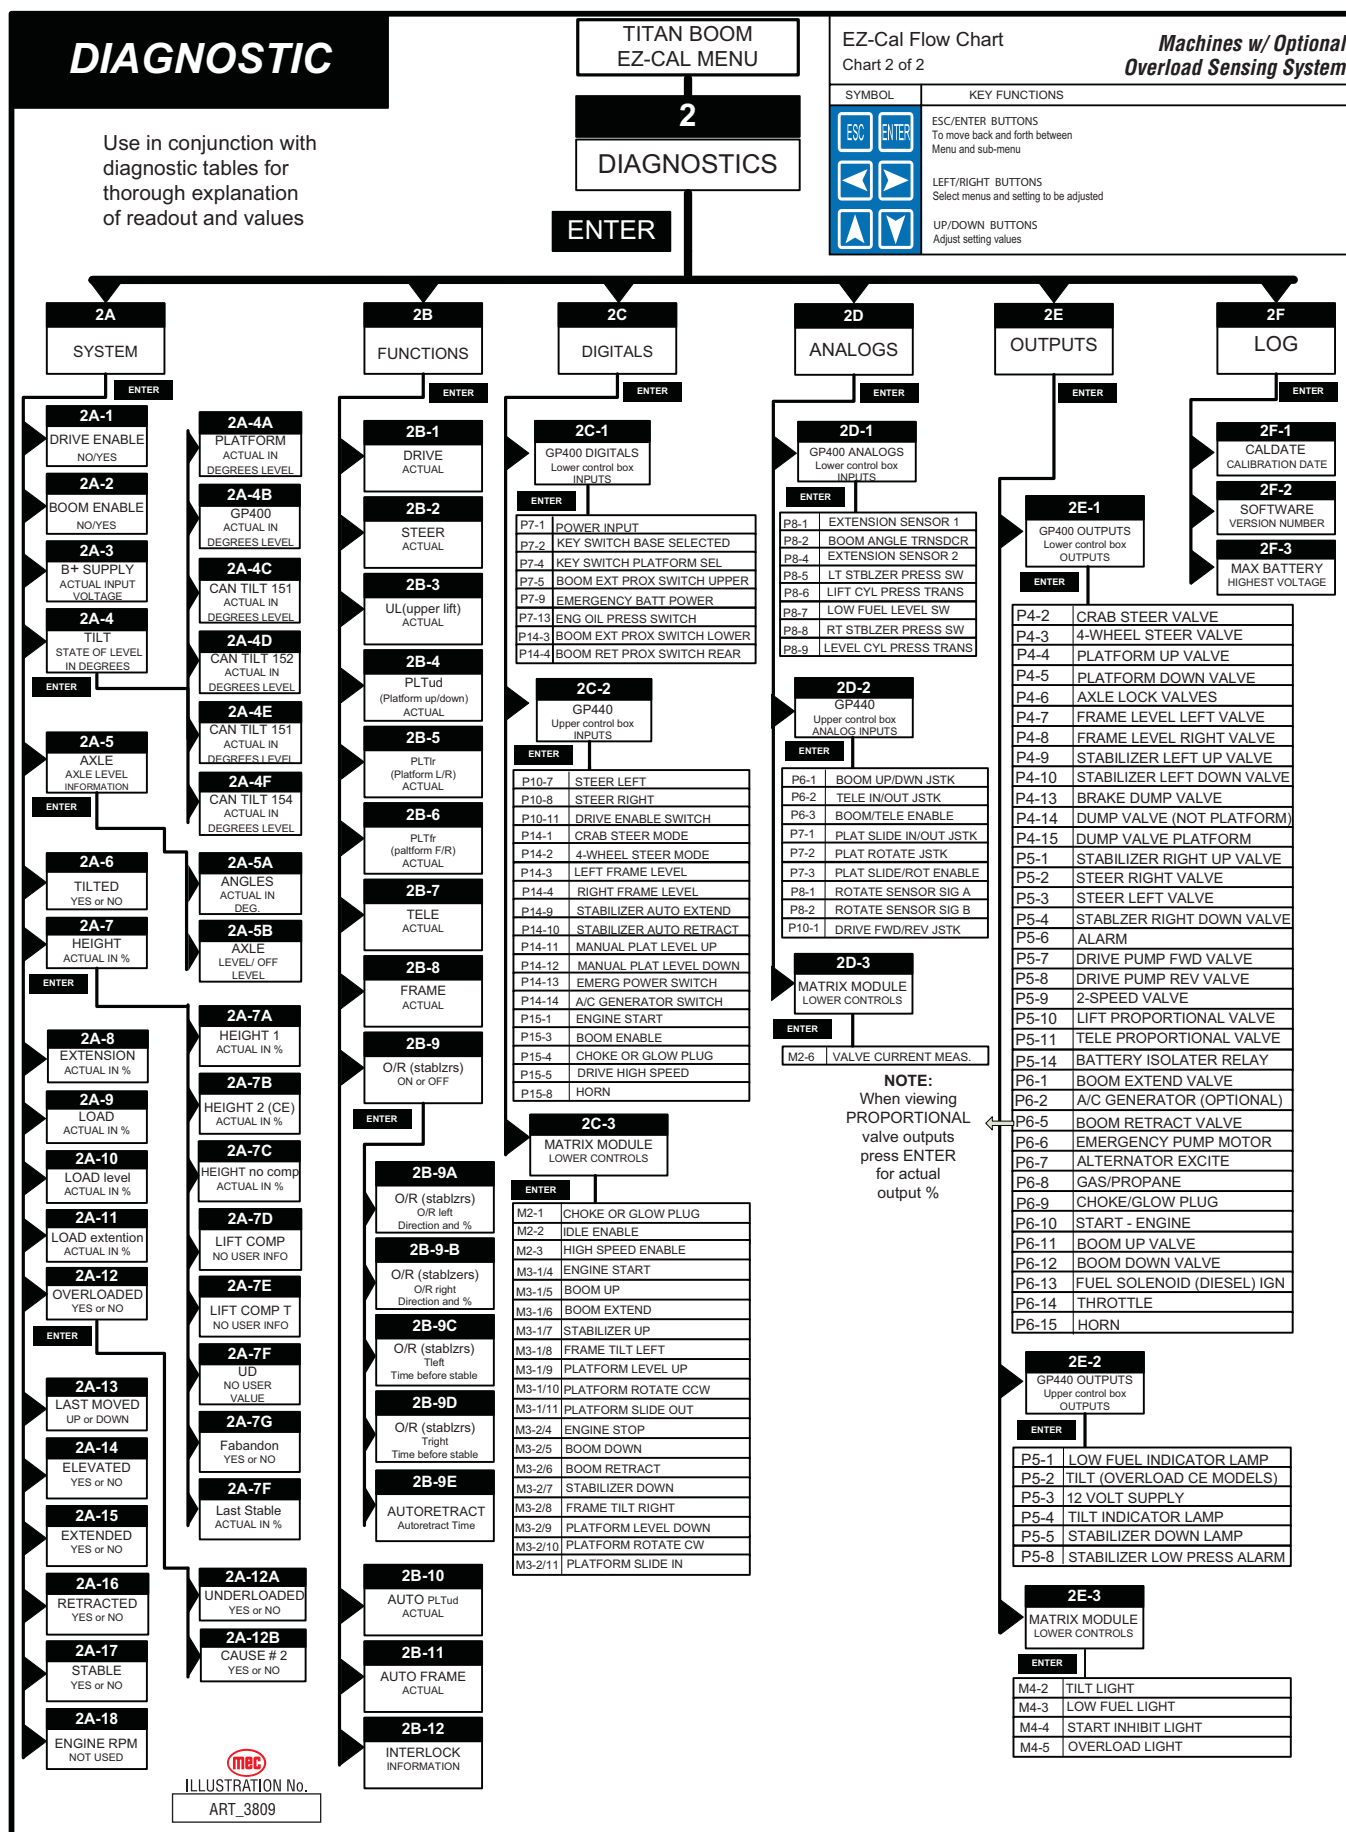 DIAGNOSTIC
Use in conjunction with
diagnostic tables for
thorough explanation
of readout and values
TITAN BOOM
EZ-CAL MENU
2
DIAGNOSTICS
ENTER
EZ-Cal Flow Chart
Chart 2 of 2
Machines w/ Optional
Overload Sensing System
SYMBOL
KEY FUNCTIONS
ESC
ENTER
ESC/ENTER BUTTONS
To move back and forth between
Menu and sub-menu
LEFT/RIGHT BUTTONS
Select menus and setting to be adjusted
UP/DOWN BUTTONS
Adjust setting values
2A
SYSTEM
ENTER
2A-1
DRIVE ENABLE
NO/YES
2A-2
BOOM ENABLE
NO/YES
2A-3
B+ SUPPLY
ACTUAL INPUT
VOLTAGE
2A-4
TILT
STATE OF LEVEL
IN DEGREES
ENTER
2A-5
AXLE
AXLE LEVEL
INFORMATION
ENTER
2A-6
TILTED
YES or NO
2A-7
HEIGHT
ACTUAL IN %
ENTER
2A-8
EXTENSION
ACTUAL IN %
2A-9
LOAD
ACTUAL IN %
2A-10
LOAD level
ACTUAL IN %
2A-11
LOAD extention
ACTUAL IN %
2A-12
OVERLOADED
YES or NO
ENTER
2A-13
LAST MOVED
UP or DOWN
2A-14
ELEVATED
YES or NO
2A-15
EXTENDED
YES or NO
2A-16
RETRACTED
YES or NO
2A-17
STABLE
YES or NO
2A-18
ENGINE RPM
NOT USED
2A-4A
PLATFORM
ACTUAL IN
DEGREES LEVEL
2A-4B
GP400
ACTUAL IN
DEGREES LEVEL
2A-4C
CAN TILT 151
ACTUAL IN
DEGREES LEVEL
2A-4D
CAN TILT 152
ACTUAL IN
DEGREES LEVEL
2A-4E
CAN TILT 151
ACTUAL IN
DEGREES LEVEL
2A-4F
CAN TILT 154
ACTUAL IN
DEGREES LEVEL
2A-5A
ANGLES
ACTUAL IN
DEG.
2A-5B
AXLE
LEVEL/ OFF
LEVEL
2A-7A
HEIGHT 1
ACTUAL IN %
2A-7B
HEIGHT 2 (CE)
ACTUAL IN %
2A-7C
HEIGHT no comp
ACTUAL IN %
2A-7D
LIFT COMP
NO USER INFO
2A-7E
LIFT COMP T
NO USER INFO
2A-7F
UD
NO USER
VALUE
2A-7G
Fabandon
YES or NO
2A-7F
Last Stable
ACTUAL IN %
2A-12A
UNDERLOADED
YES or NO
2A-12B
CAUSE # 2
YES or NO
mec
ILLUSTRATION No.
ART_3809
2B
FUNCTIONS
ENTER
2B-1
DRIVE
ACTUAL
2B-2
STEER
ACTUAL
2B-3
UL(upper lift)
ACTUAL
2B-4
PLTud
(Platform up/down)
ACTUAL
2B-5
PLTlr
(Platform L/R)
ACTUAL
2B-6
PLTfr
(paltform F/R)
ACTUAL
2B-7
TELE
ACTUAL
2B-8
FRAME
ACTUAL
2B-9
O/R (stablzrs)
ON or OFF
ENTER
2B-9A
O/R (stablzrs)
O/R left
Direction and %
2B-9-B
O/R (stablzers)
O/R right
Direction and %
2B-9C
O/R (stablzrs)
Tleft
Time before stable
2B-9D
O/R (stablzrs)
Tright
Time before stable
2B-9E
AUTORETRACT
Autoretract Time
2B-10
AUTO PLTud
ACTUAL
2B-11
AUTO FRAME
ACTUAL
2B-12
INTERLOCK
INFORMATION
2C
DIGITALS
ENTER
2C-1
GP400 DIGITALS
Lower control box
INPUTS
ENTER
P7-1 POWER INPUT
P7-2 KEY SWITCH BASE SELECTED
P7-4 KEY SWITCH PLATFORM SEL
P7-5 BOOM EXT PROX SWITCH UPPER
P7-9 EMERGENCY BATT POWER
P7-13 ENG OIL PRESS SWITCH
P14-3 BOOM EXT PROX SWITCH LOWER
P14-4 BOOM RET PROX SWITCH REAR
2C-2
GP440
Upper control box
INPUTS
ENTER
P10-7 STEER LEFT
P10-8 STEER RIGHT
P10-11 DRIVE ENABLE SWITCH
P14-1 CRAB STEER MODE
P14-2 4-WHEEL STEER MODE
P14-3 LEFT FRAME LEVEL
P14-4 RIGHT FRAME LEVEL
P14-9 STABILIZER AUTO EXTEND
P14-10 STABILIZER AUTO RETRACT
P14-11 MANUAL PLAT LEVEL UP
P14-12 MANUAL PLAT LEVEL DOWN
P14-13 EMERG POWER SWITCH
P14-14 A/C GENERATOR SWITCH
P15-1 ENGINE START
P15-3 BOOM ENABLE
P15-4 CHOKE OR GLOW PLUG
P15-5 DRIVE HIGH SPEED
P15-8 HORN
2C-3
MATRIX MODULE
LOWER CONTROLS
ENTER
M2-1 CHOKE OR GLOW PLUG
M2-2 IDLE ENABLE
M2-3 HIGH SPEED ENABLE
M3-1/4 ENGINE START
M3-1/5 BOOM UP
M3-1/6 BOOM EXTEND
M3-1/7 STABILIZER UP
M3-1/8 FRAME TILT LEFT
M3-1/9 PLATFORM LEVEL UP
M3-1/10 PLATFORM ROTATE CCW
M3-1/11 PLATFORM SLIDE OUT
M3-2/4 ENGINE STOP
M3-2/5 BOOM DOWN
M3-2/6 BOOM RETRACT
M3-2/7 STABILIZER DOWN
M3-2/8 FRAME TILT RIGHT
M3-2/9 PLATFORM LEVEL DOWN
M3-2/10 PLATFORM ROTATE CW
M3-2/11 PLATFORM SLIDE IN
2D
ANALOGS
ENTER
2D-1
GP400 ANALOGS
Lower control box
INPUTS
ENTER
P8-1 EXTENSION SENSOR 1
P8-2 BOOM ANGLE TRNSDCR
P8-4 EXTENSION SENSOR 2
P8-5 LT STBLZER PRESS SW
P8-6 LIFT CYL PRESS TRANS
P8-7 LOW FUEL LEVEL SW
P8-8 RT STBLZER PRESS SW
P8-9 LEVEL CYL PRESS TRANS
2D-2
GP440
Upper control box
ANALOG INPUTS
ENTER
P6-1 BOOM UP/DWN JSTK
P6-2 TELE IN/OUT JSTK
P6-3 BOOM/TELE ENABLE
P7-1 PLAT SLIDE IN/OUT JSTK
P7-2 PLAT ROTATE JSTK
P7-3 PLAT SLIDE/ROT ENABLE
P8-1 ROTATE SENSOR SIG A
P8-2 ROTATE SENSOR SIG B
P10-1 DRIVE FWD/REV JSTK
2D-3
MATRIX MODULE
LOWER CONTROLS
ENTER
M2-6 VALVE CURRENT MEAS.
NOTE:
When viewing
PROPORTIONAL
valve outputs
press ENTER
for actual
output %
2E
OUTPUTS
ENTER
2E-1
GP400 OUTPUTS
Lower control box
OUTPUTS
ENTER
P4-2 CRAB STEER VALVE
P4-3 4-WHEEL STEER VALVE
P4-4 PLATFORM UP VALVE
P4-5 PLATFORM DOWN VALVE
P4-6 AXLE LOCK VALVES
P4-7 FRAME LEVEL LEFT VALVE
P4-8 FRAME LEVEL RIGHT VALVE
P4-9 STABILIZER LEFT UP VALVE
P4-10 STABILIZER LEFT DOWN VALVE
P4-13 BRAKE DUMP VALVE
P4-14 DUMP VALVE (NOT PLATFORM)
P4-15 DUMP VALVE PLATFORM
P5-1 STABILIZER RIGHT UP VALVE
P5-2 STEER RIGHT VALVE
P5-3 STEER LEFT VALVE
P5-4 STABLZER RIGHT DOWN VALVE
P5-6 ALARM
P5-7 DRIVE PUMP FWD VALVE
P5-8 DRIVE PUMP REV VALVE
P5-9 2-SPEED VALVE
P5-10 LIFT PROPORTIONAL VALVE
P5-11 TELE PROPORTIONAL VALVE
P5-14 BATTERY ISOLATER RELAY
P6-1 BOOM EXTEND VALVE
P6-2 A/C GENERATOR (OPTIONAL)
P6-5 BOOM RETRACT VALVE
P6-6 EMERGENCY PUMP MOTOR
P6-7 ALTERNATOR EXCITE
P6-8 GAS/PROPANE
P6-9 CHOKE/GLOW PLUG
P6-10 START - ENGINE
P6-11 BOOM UP VALVE
P6-12 BOOM DOWN VALVE
P6-13 FUEL SOLENOID (DIESEL) IGN
P6-14 THROTTLE
P6-15 HORN
2E-2
GP440 OUTPUTS
Upper control box
OUTPUTS
ENTER
P5-1 LOW FUEL INDICATOR LAMP
P5-2 TILT (OVERLOAD CE MODELS)
P5-3 12 VOLT SUPPLY
P5-4 TILT INDICATOR LAMP
P5-5 STABILIZER DOWN LAMP
P5-8 STABILIZER LOW PRESS ALARM
2E-3
MATRIX MODULE
LOWER CONTROLS
ENTER
M4-2 TILT LIGHT
M4-3 LOW FUEL LIGHT
M4-4 START INHIBIT LIGHT
M4-5 OVERLOAD LIGHT
2F
LOG
ENTER
2F-1
CALDATE
CALIBRATION DATE
2F-2
SOFTWARE
VERSION NUMBER
2F-3
MAX BATTERY
HIGHEST VOLTAGE